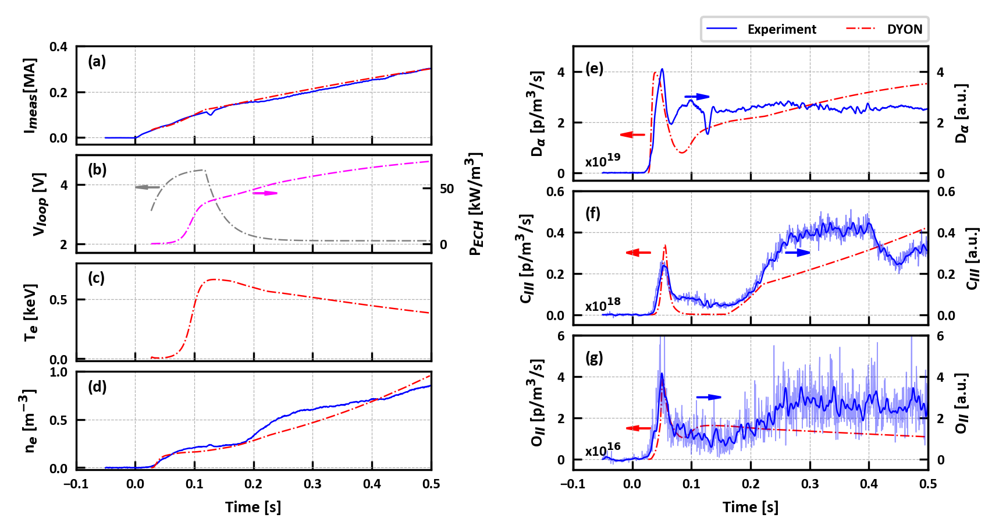 Experiment DYON
(a)
I_meas[MA]
0.4
0.2
0.0
(b)
V_loop [V]
4
2
P_ECH [kW/m³]
50
0
(c)
T_e [keV]
0.5
0.0
(d)
n_e [m⁻³]
1.0
0.5
0.0
−0.1 0.0 0.1 0.2 0.3 0.4 0.5
Time [s]
(e)
D_α [p/m³/s]
4
2
0
x10¹⁹
D_α [a.u.]
4
2
0
(f)
C_III [p/m³/s]
0.6
0.4
0.2
0.0
x10¹⁸
C_III [a.u.]
0.6
0.4
0.2
0.0
(g)
O_II [p/m³/s]
6
4
2
0
x10¹⁶
O_II [a.u.]
6
4
2
0
−0.1 0.0 0.1 0.2 0.3 0.4 0.5
Time [s]